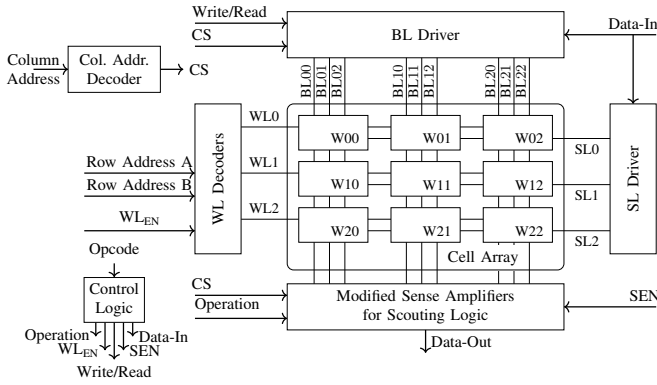 Write/Read
CS
BL Driver
Data-In
Column
Address
Col. Addr.
Decoder
CS
BL00
BL01
BL02
BL10
BL11
BL12
BL20
BL21
BL22
WL0
WL1
WL2
WL Decoders
Row Address A
Row Address B
WLEN
W00
W01
W02
W10
W11
W12
W20
W21
W22
Cell Array
SL0
SL1
SL2
SL Driver
Opcode
Control
Logic
Operation
WLEN
Write/Read
SEN
Data-In
CS
Operation
Modified Sense Amplifiers
for Scouting Logic
SEN
Data-Out